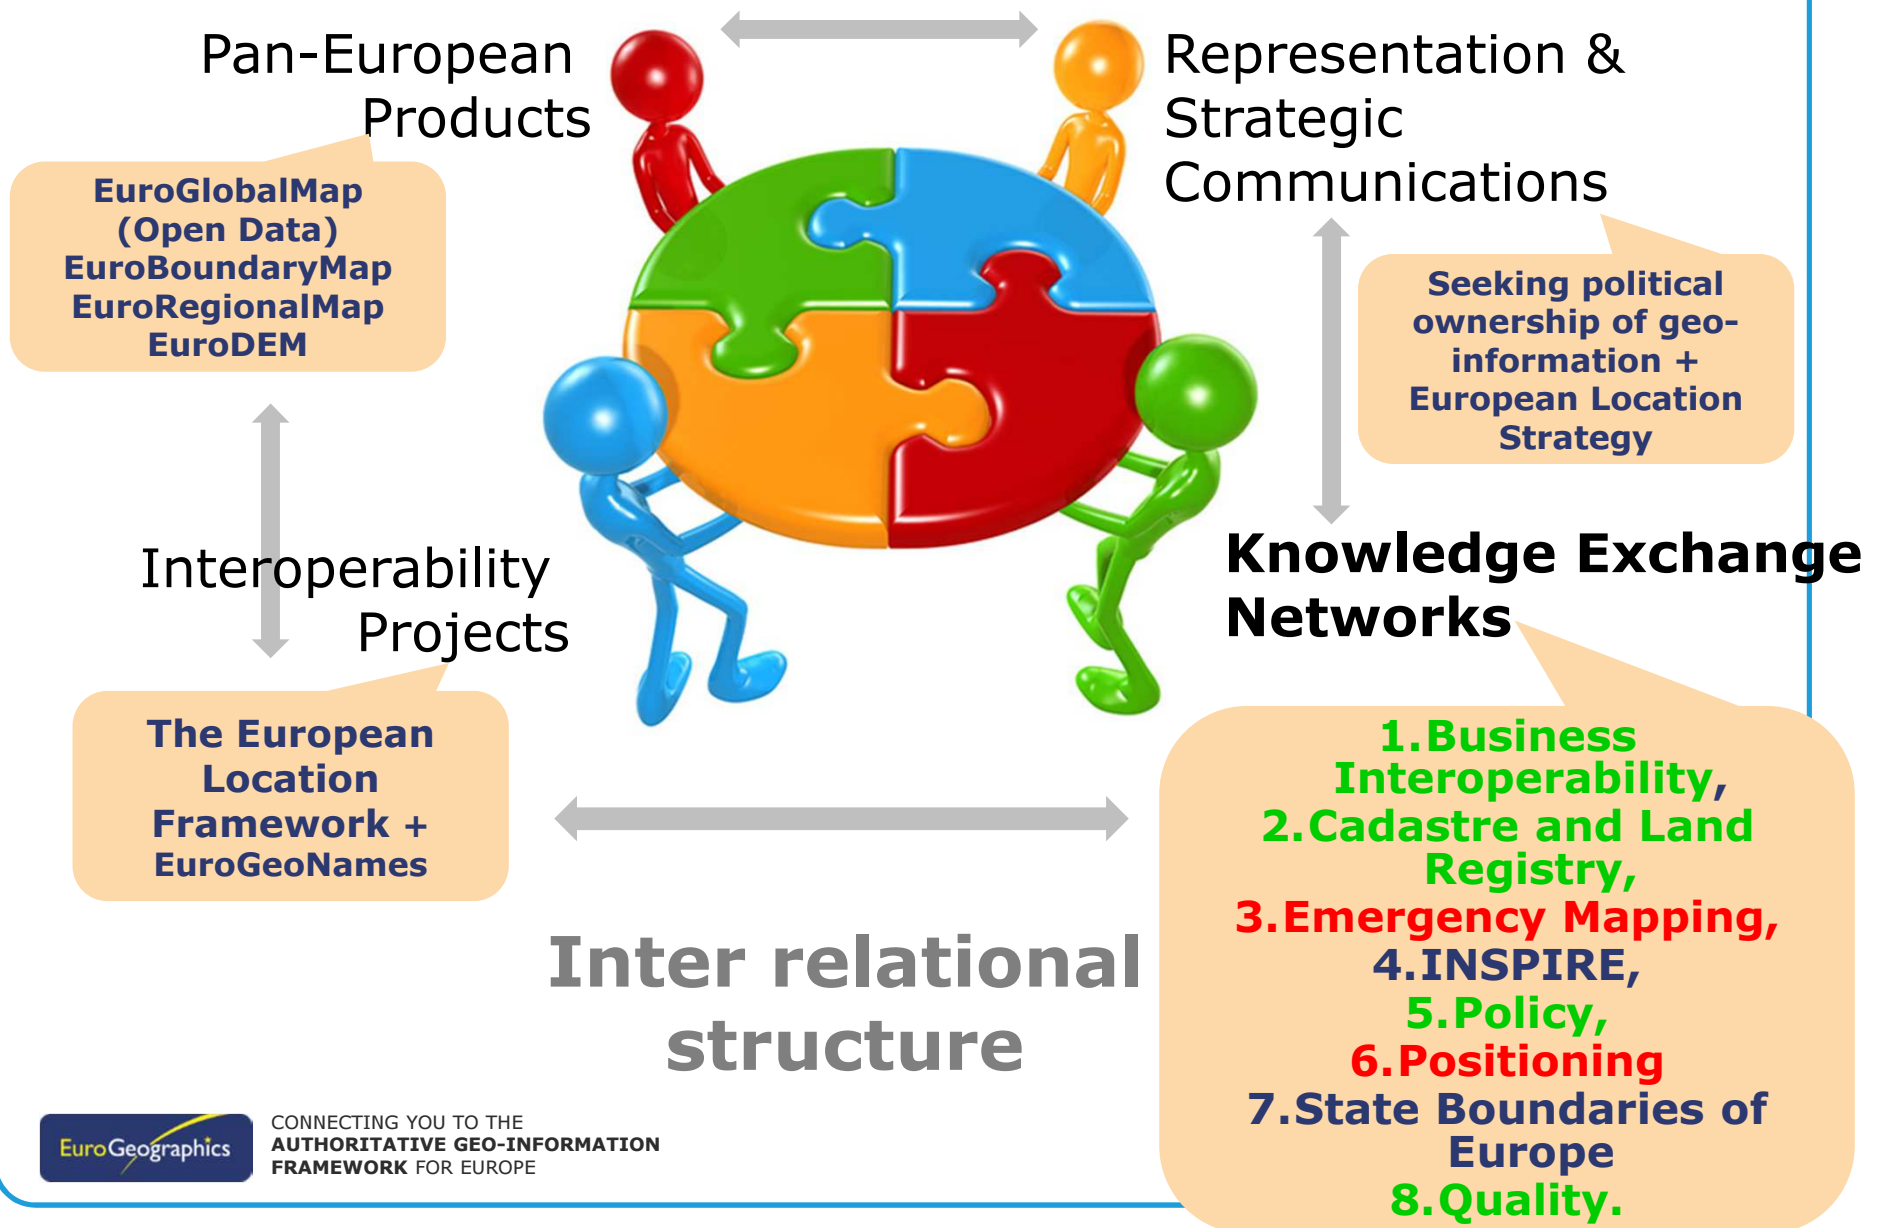 Pan-European
Products
EuroGlobalMap
(Open Data)
EuroBoundaryMap
EuroRegionalMap
EuroDEM
Representation &
Strategic
Communications
Seeking political
ownership of geo-
information +
European Location
Strategy
Interoperability
Projects
The European
Location
Framework +
EuroGeoNames
Knowledge Exchange
Networks
1.Business
Interoperability,
2.Cadastre and Land
Registry,
3.Emergency Mapping,
4.INSPIRE,
5.Policy,
6.Positioning
7.State Boundaries of
Europe
8.Quality.
Inter relational
structure
EuroGeographics
CONNECTING YOU TO THE
AUTHORITATIVE GEO-INFORMATION
FRAMEWORK FOR EUROPE